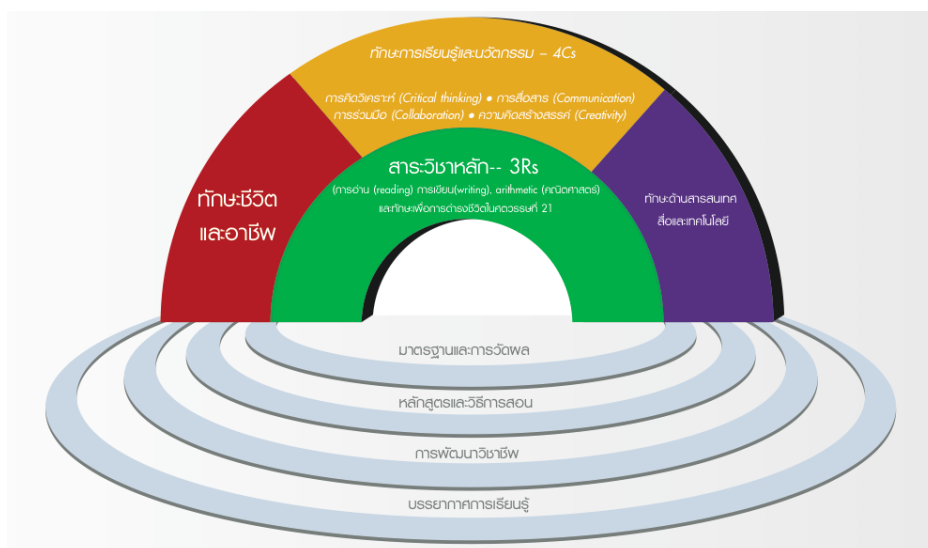 ทักษะการเรียนรู้และนวัตกรรม – 4Cs
การคิดวิเคราะห์ (Critical thinking) • การสื่อสาร (Communication)
การร่วมมือ (Collaboration) • ความคิดสร้างสรรค์ (Creativity)
สาระวิชาหลัก-- 3Rs
(การอ่าน (reading) การเขียน(writing), arithmetic (คณิตศาสตร์)
และทักษะเพื่อการดำรงชีวิตในศตวรรษที่ 21
ทักษะชีวิต
และอาชีพ
ทักษะด้านสารสนเทศ
สื่อและเทคโนโลยี
มาตรฐานและการวัดผล
หลักสูตรและวิธีการสอน
การพัฒนาวิชาชีพ
บรรยากาศการเรียนรู้